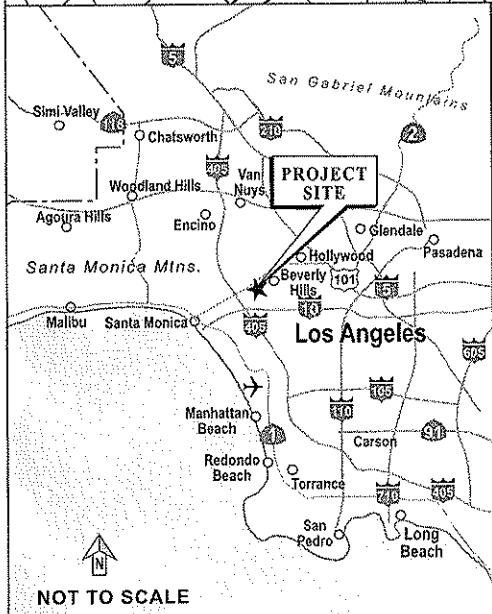 5
San Gabriel Mountains
Simi Valley
118
Chatsworth
210
2
405
Van
Nuys
PROJECT
SITE
Woodland Hills
Agoura Hills
Encino
Glendale
Hollywood
Pasadena
Santa Monica Mtns.
Beverly
Hills
101
5
10
Malibu
Santa Monica
405
Los Angeles
605
105
Manhattan
Beach
110
1
Carson
91
Redondo
Beach
Torrance
710
405
San
Pedro
Long
Beach
N
NOT TO SCALE